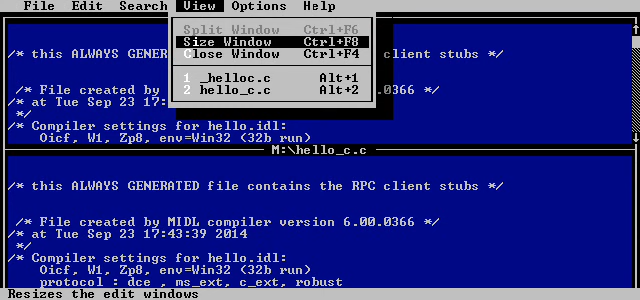 File Edit Search View Options Help
Split Window Ctrl+F6
Size Window Ctrl+F8
Close Window Ctrl+F4
1 _helloc.c Alt+1
2 hello_c.c Alt+2
/* this ALWAYS GENER client stubs */
/* File created by .0366 */
/* at Tue Sep 23 17:
*/
/* Compiler settings for hello.idl:
Oicf, W1, Zp8, env=Win32 (32b run)
M:\hello_c.c
/* this ALWAYS GENERATED file contains the RPC client stubs */
/* File created by MIDL compiler version 6.00.0366 */
/* at Tue Sep 23 17:43:39 2014
*/
/* Compiler settings for hello.idl:
Oicf, W1, Zp8, env=Win32 (32b run)
protocol : dce , ms_ext, c_ext, robust
Resizes the edit windows